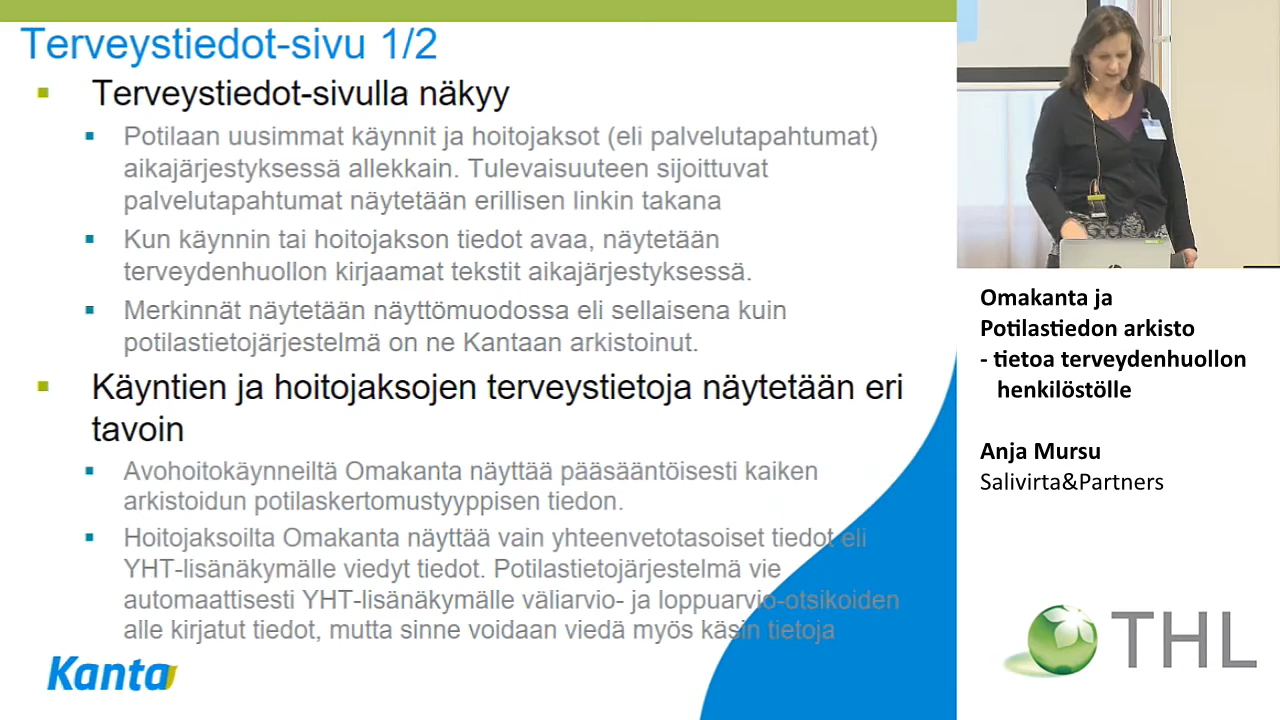 Terveystiedot-sivu 1/2
Terveystiedot-sivulla näkyy
Potilaan uusimmat käynnit ja hoitojaksot (eli palvelutapahtumat)
aikajärjestyksessä allekkain. Tulevaisuuteen sijoittuvat
palvelutapahtumat näytetään erillisen linkin takana
Kun käynnin tai hoitojakson tiedot avaa, näytetään
terveydenhuollon kirjaamat tekstit aikajärjestyksessä.
Merkinnät näytetään näyttömuodossa eli sellaisena kuin
potilastietojärjestelmä on ne Kantaan arkistoinut.
Käyntien ja hoitojaksojen terveystietoja näytetään eri
tavoin
Avohoitokäynneiltä Omakanta näyttää pääsääntöisesti kaiken
arkistoidun potilaskertomustyyppisen tiedon.
Hoitojaksoilta Omakanta näyttää vain yhteenvetotasoiset tiedot eli
YHT-lisänäkymälle viedyt tiedot. Potilastietojärjestelmä vie
automaattisesti YHT-lisänäkymälle väliarvio- ja loppuarvio-otsikoiden
alle kirjatut tiedot, mutta sinne voidaan viedä myös käsin tietoja
Kanta
Omakanta ja
Potilastiedon arkisto
- tietoa terveydenhuollon
henkilöstölle
Anja Mursu
Salivirta&Partners
THL